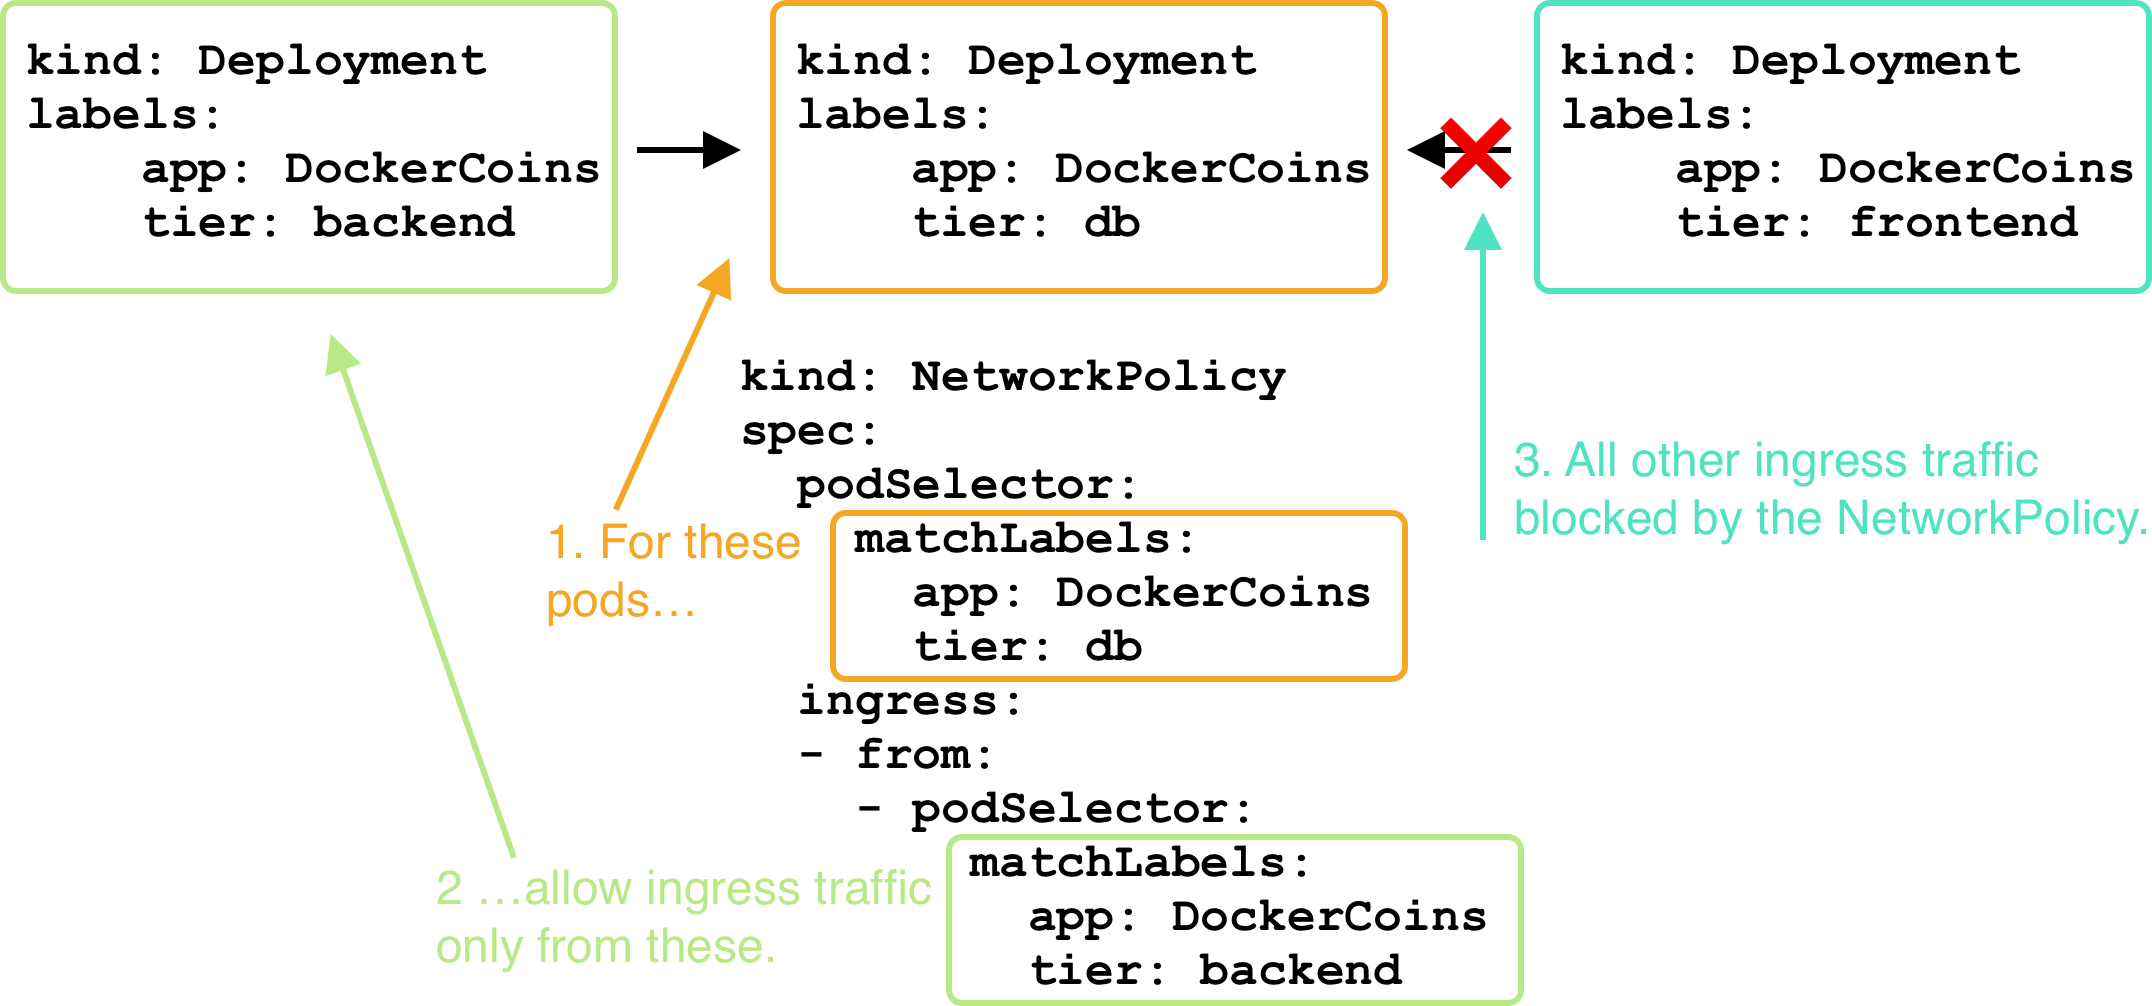 kind: Deployment
labels:
    app: DockerCoins
    tier: backend
kind: Deployment
labels:
    app: DockerCoins
    tier: db
kind: Deployment
labels:
    app: DockerCoins
    tier: frontend
kind: NetworkPolicy
spec:
  podSelector:
    matchLabels:
      app: DockerCoins
      tier: db
  ingress:
  - from:
    - podSelector:
        matchLabels:
          app: DockerCoins
          tier: backend
1. For these
pods…
2 …allow ingress traffic
only from these.
3. All other ingress traffic
blocked by the NetworkPolicy.